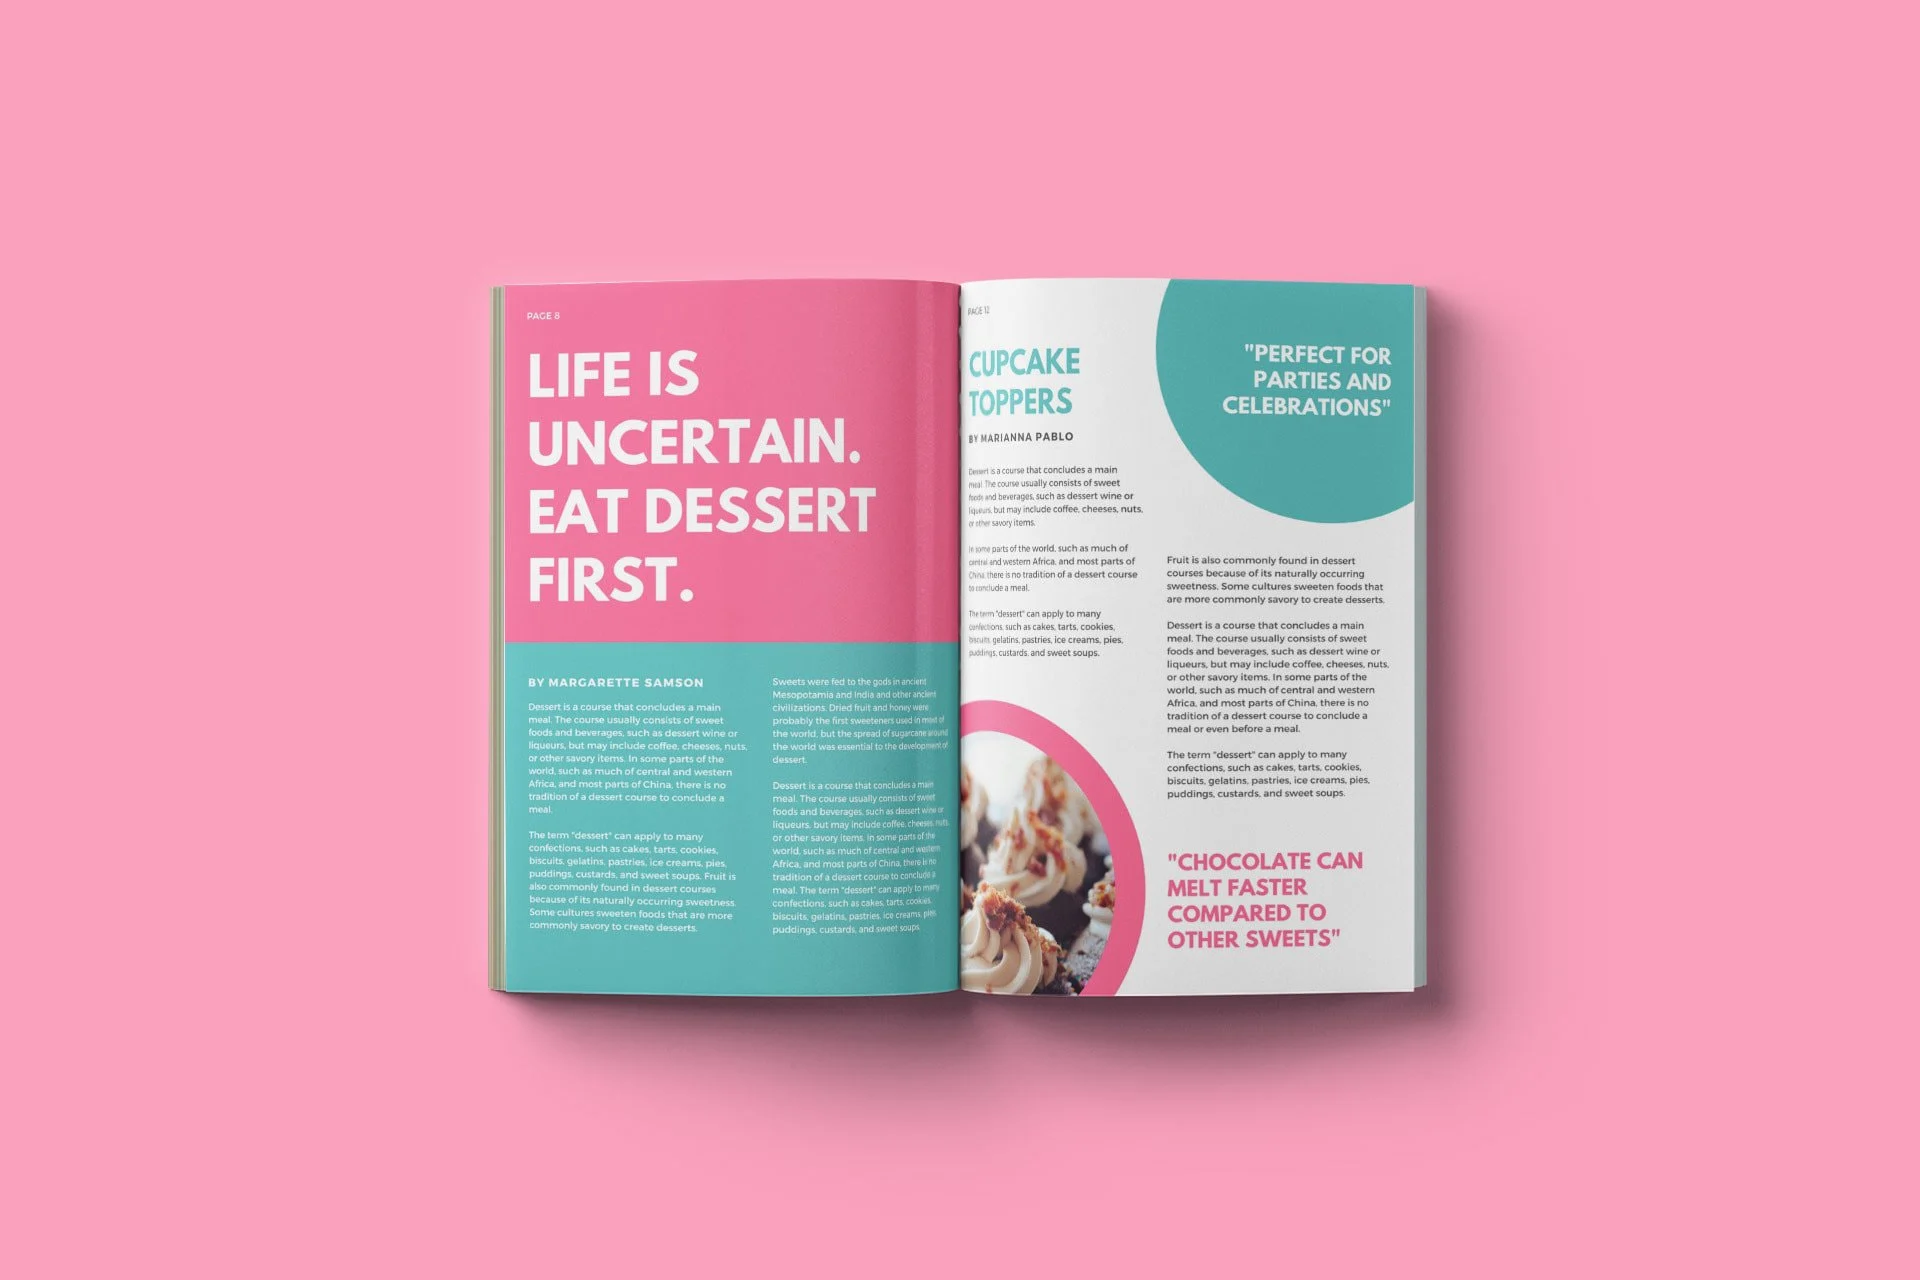 PAGE 8
LIFE IS
UNCERTAIN.
EAT DESSERT
FIRST.
BY MARGARETTE SAMSON
Dessert is a course that concludes a main
meal. The course usually consists of sweet
foods and beverages, such as dessert wine or
liqueurs, but may include coffee, cheeses, nuts,
or other savory items. In some parts of the
world, such as much of central and western
Africa, and most parts of China, there is no
tradition of a dessert course to conclude a
meal.
The term "dessert" can apply to many
confections, such as cakes, tarts, cookies,
biscuits, gelatins, pastries, ice creams, pies,
puddings, custards, and sweet soups. Fruit is
also commonly found in dessert courses
because of its naturally occurring sweetness.
Some cultures sweeten foods that are more
commonly savory to create desserts.
Sweets were fed to the gods in ancient
Mesopotamia and India and other ancient
civilizations. Dried fruit and honey were
probably the first sweeteners used in most of
the world, but the spread of sugarcane around
the world was essential to the development of
dessert.
Dessert is a course that concludes a main
meal. The course usually consists of sweet
foods and beverages, such as dessert wine or
liqueurs, but may include coffee, cheeses, nuts,
or other savory items. In some parts of the
world, such as much of central and western
Africa, and most parts of China, there is no
tradition of a dessert course to conclude a
meal. The term "dessert" can apply to many
confections, such as cakes, tarts, cookies,
biscuits, gelatins, pastries, ice creams, pies,
puddings, custards, and sweet soups.
PAGE 12
CUPCAKE
TOPPERS
BY MARIANNA PABLO
Dessert is a course that concludes a main
meal. The course usually consists of sweet
foods and beverages, such as dessert wine or
liqueurs, but may include coffee, cheeses, nuts,
or other savory items.
In some parts of the world, such as much of
central and western Africa, and most parts of
China, there is no tradition of a dessert course
to conclude a meal.
The term "dessert" can apply to many
confections, such as cakes, tarts, cookies,
biscuits, gelatins, pastries, ice creams, pies,
puddings, custards, and sweet soups.
"PERFECT FOR
PARTIES AND
CELEBRATIONS"
Fruit is also commonly found in dessert
courses because of its naturally occurring
sweetness. Some cultures sweeten foods that
are more commonly savory to create desserts.
Dessert is a course that concludes a main
meal. The course usually consists of sweet
foods and beverages, such as dessert wine or
liqueurs, but may include coffee, cheeses, nuts,
or other savory items. In some parts of the
world, such as much of central and western
Africa, and most parts of China, there is no
tradition of a dessert course to conclude a
meal or even before a meal.
The term "dessert" can apply to many
confections, such as cakes, tarts, cookies,
biscuits, gelatins, pastries, ice creams, pies,
puddings, custards, and sweet soups.
"CHOCOLATE CAN
MELT FASTER
COMPARED TO
OTHER SWEETS"